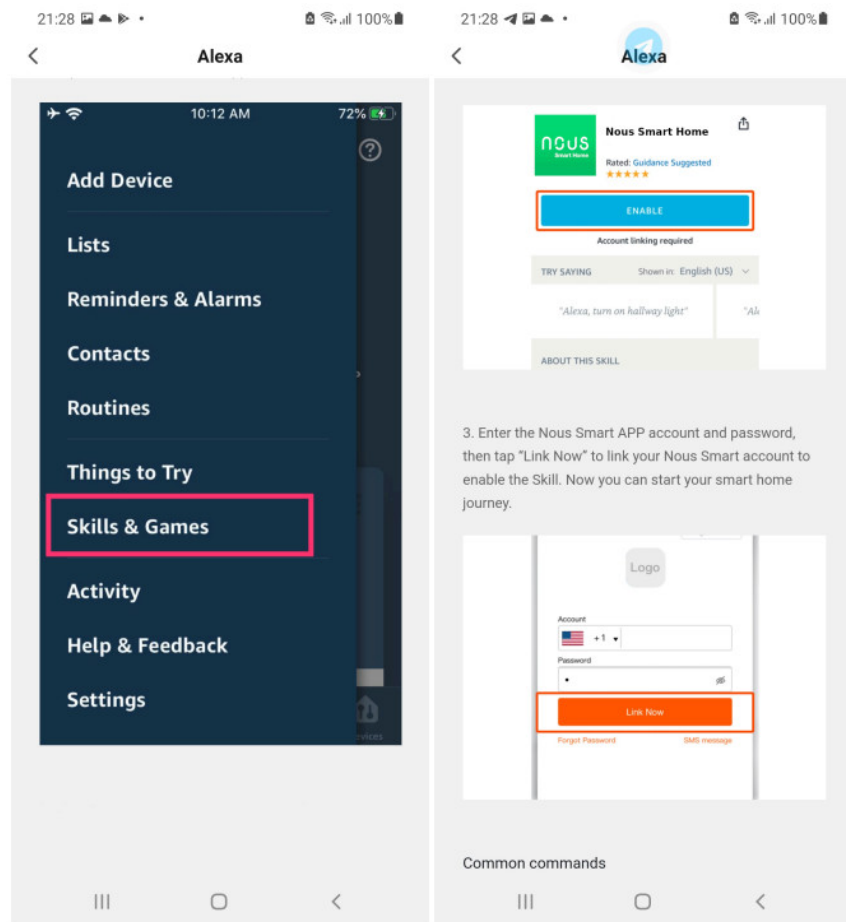 21:28
100%
Alexa
10:12 AM
72%
Add Device
Lists
Reminders & Alarms
Contacts
Routines
Things to Try
Skills & Games
Activity
Help & Feedback
Settings
21:28
100%
Alexa
nous
Smart Home
Nous Smart Home
Rated: Guidance Suggested
ENABLE
Account linking required
TRY SAYING
Shown in: English (US)
"Alexa, turn on hallway light"
"Al
ABOUT THIS SKILL
3. Enter the Nous Smart APP account and password,
then tap “Link Now” to link your Nous Smart account to
enable the Skill. Now you can start your smart home
journey.
Logo
Account
+1
Password
Link Now
Forgot Password
SMS message
Common commands